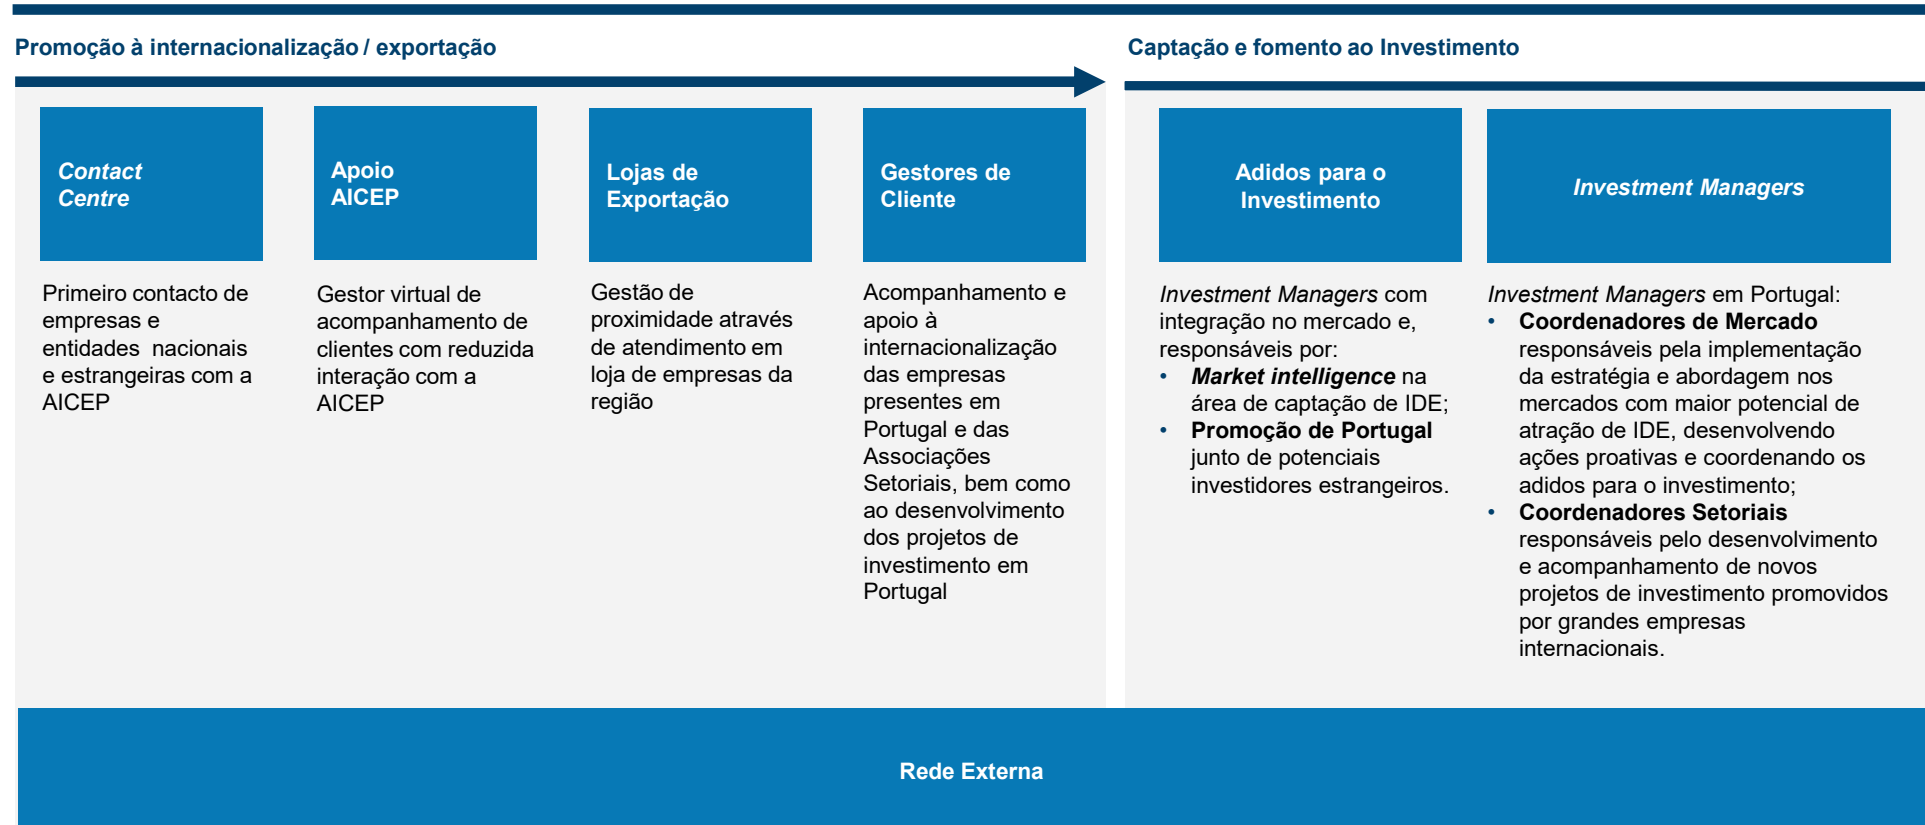 Promoção à internacionalização / exportação
Captação e fomento ao Investimento
Contact
Centre
Apoio
AICEP
Lojas de
Exportação
Gestores de
Cliente
Adidos para o
Investimento
Investment Managers
Primeiro contacto de
empresas e
entidades nacionais
e estrangeiras com a
AICEP
Gestor virtual de
acompanhamento de
clientes com reduzida
interação com a
AICEP
Gestão de
proximidade através
de atendimento em
loja de empresas da
região
Acompanhamento e
apoio à
internacionalização
das empresas
presentes em
Portugal e das
Associações
Setoriais, bem como
ao desenvolvimento
dos projetos de
investimento em
Portugal
Investment Managers com
integração no mercado e,
responsáveis por:
• Market intelligence na
área de captação de IDE;
• Promoção de Portugal
junto de potenciais
investidores estrangeiros.
Investment Managers em Portugal:
• Coordenadores de Mercado
responsáveis pela implementação
da estratégia e abordagem nos
mercados com maior potencial de
atração de IDE, desenvolvendo
ações proativas e coordenando os
adidos para o investimento;
• Coordenadores Setoriais
responsáveis pelo desenvolvimento
e acompanhamento de novos
projetos de investimento promovidos
por grandes empresas
internacionais.
Rede Externa